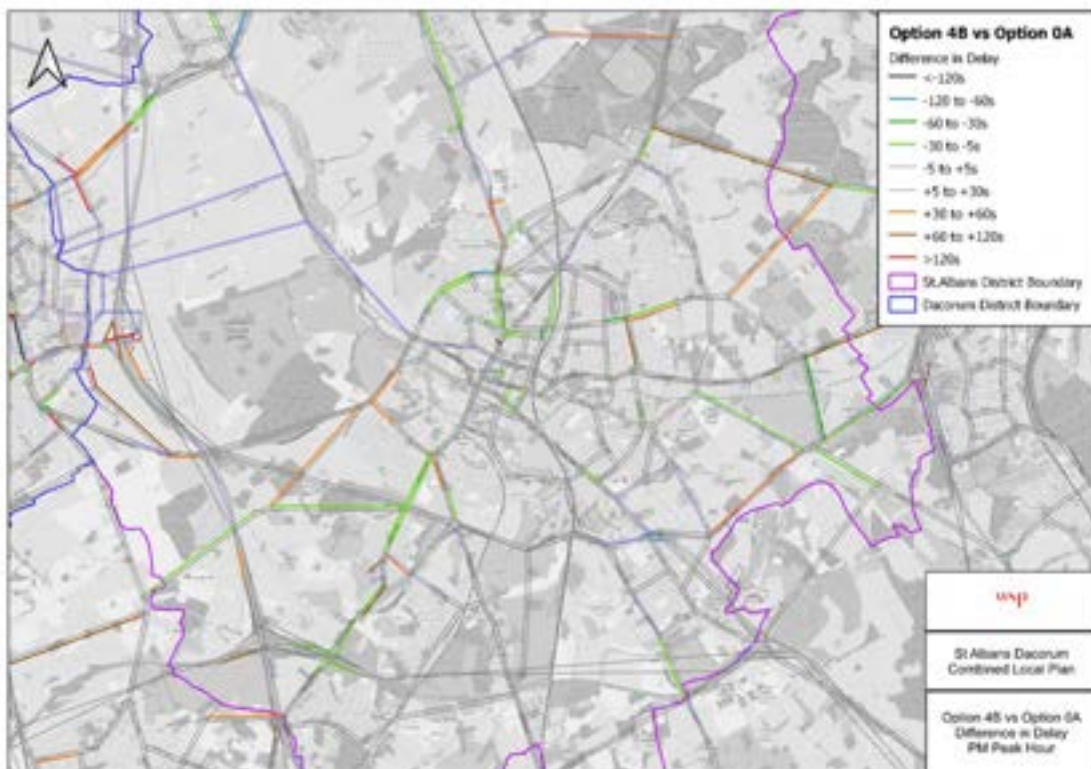 Option 4B vs Option 0A
Difference in Delay
<-120s
-120 to -60s
-60 to -30s
-30 to -5s
-5 to +5s
+5 to +30s
+30 to +60s
+60 to +120s
>120s
St.Albans District Boundary
Dacorum District Boundary
wsp
St Albans Dacorum
Combined Local Plan
Option 4B vs Option 0A
Difference in Delay
PM Peak Hour